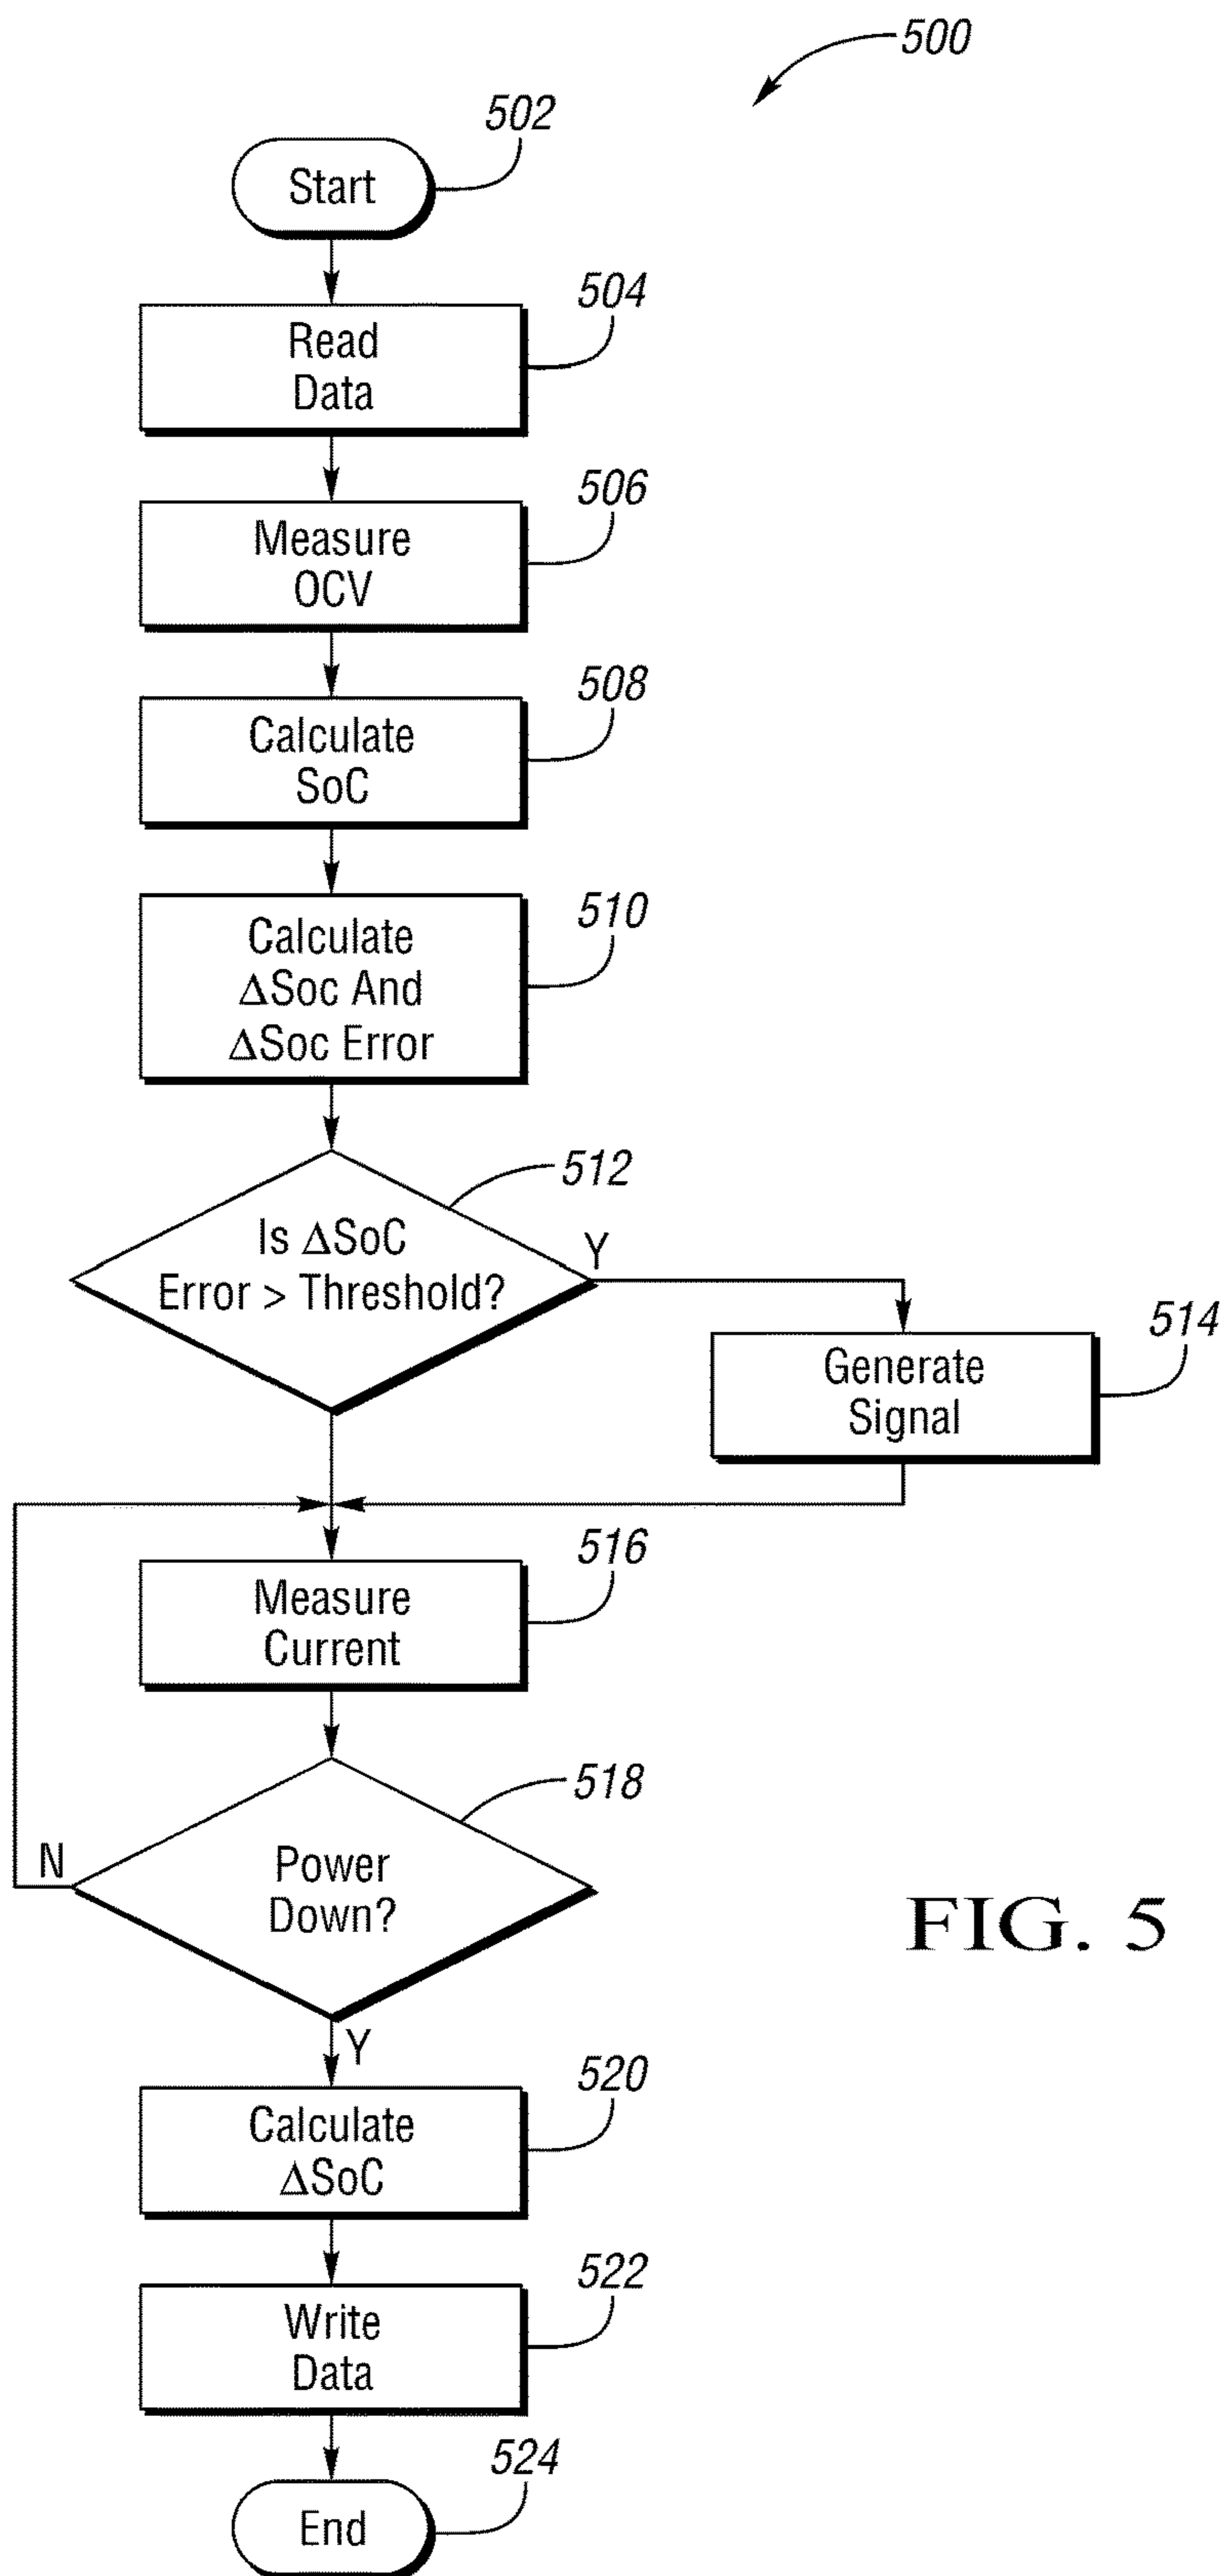 500
502
Start
504
Read
Data
506
Measure
OCV
508
Calculate
SoC
510
Calculate
ΔSoc And
ΔSoc Error
512
Is ΔSoC
Error > Threshold?
Y
514
Generate
Signal
516
Measure
Current
518
N
Power
Down?
FIG. 5
Y
520
Calculate
ΔSoC
522
Write
Data
524
End